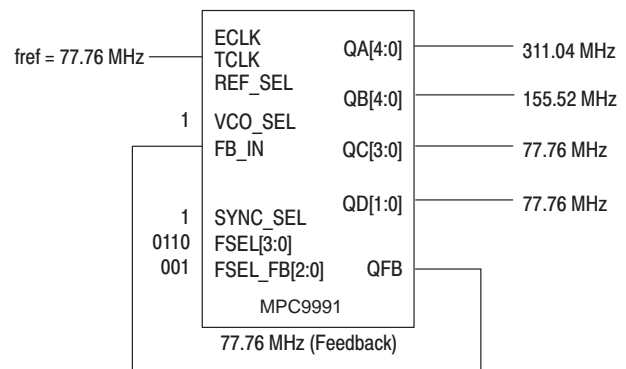 ECLK
fref = 77.76 MHz
TCLK
REF_SEL
QA[4:0]
311.04 MHz
QB[4:0]
155.52 MHz
1
VCO_SEL
FB_IN
QC[3:0]
77.76 MHz
QD[1:0]
77.76 MHz
1
SYNC_SEL
0110
FSEL[3:0]
001
FSEL_FB[2:0]
QFB
MPC9991
77.76 MHz (Feedback)